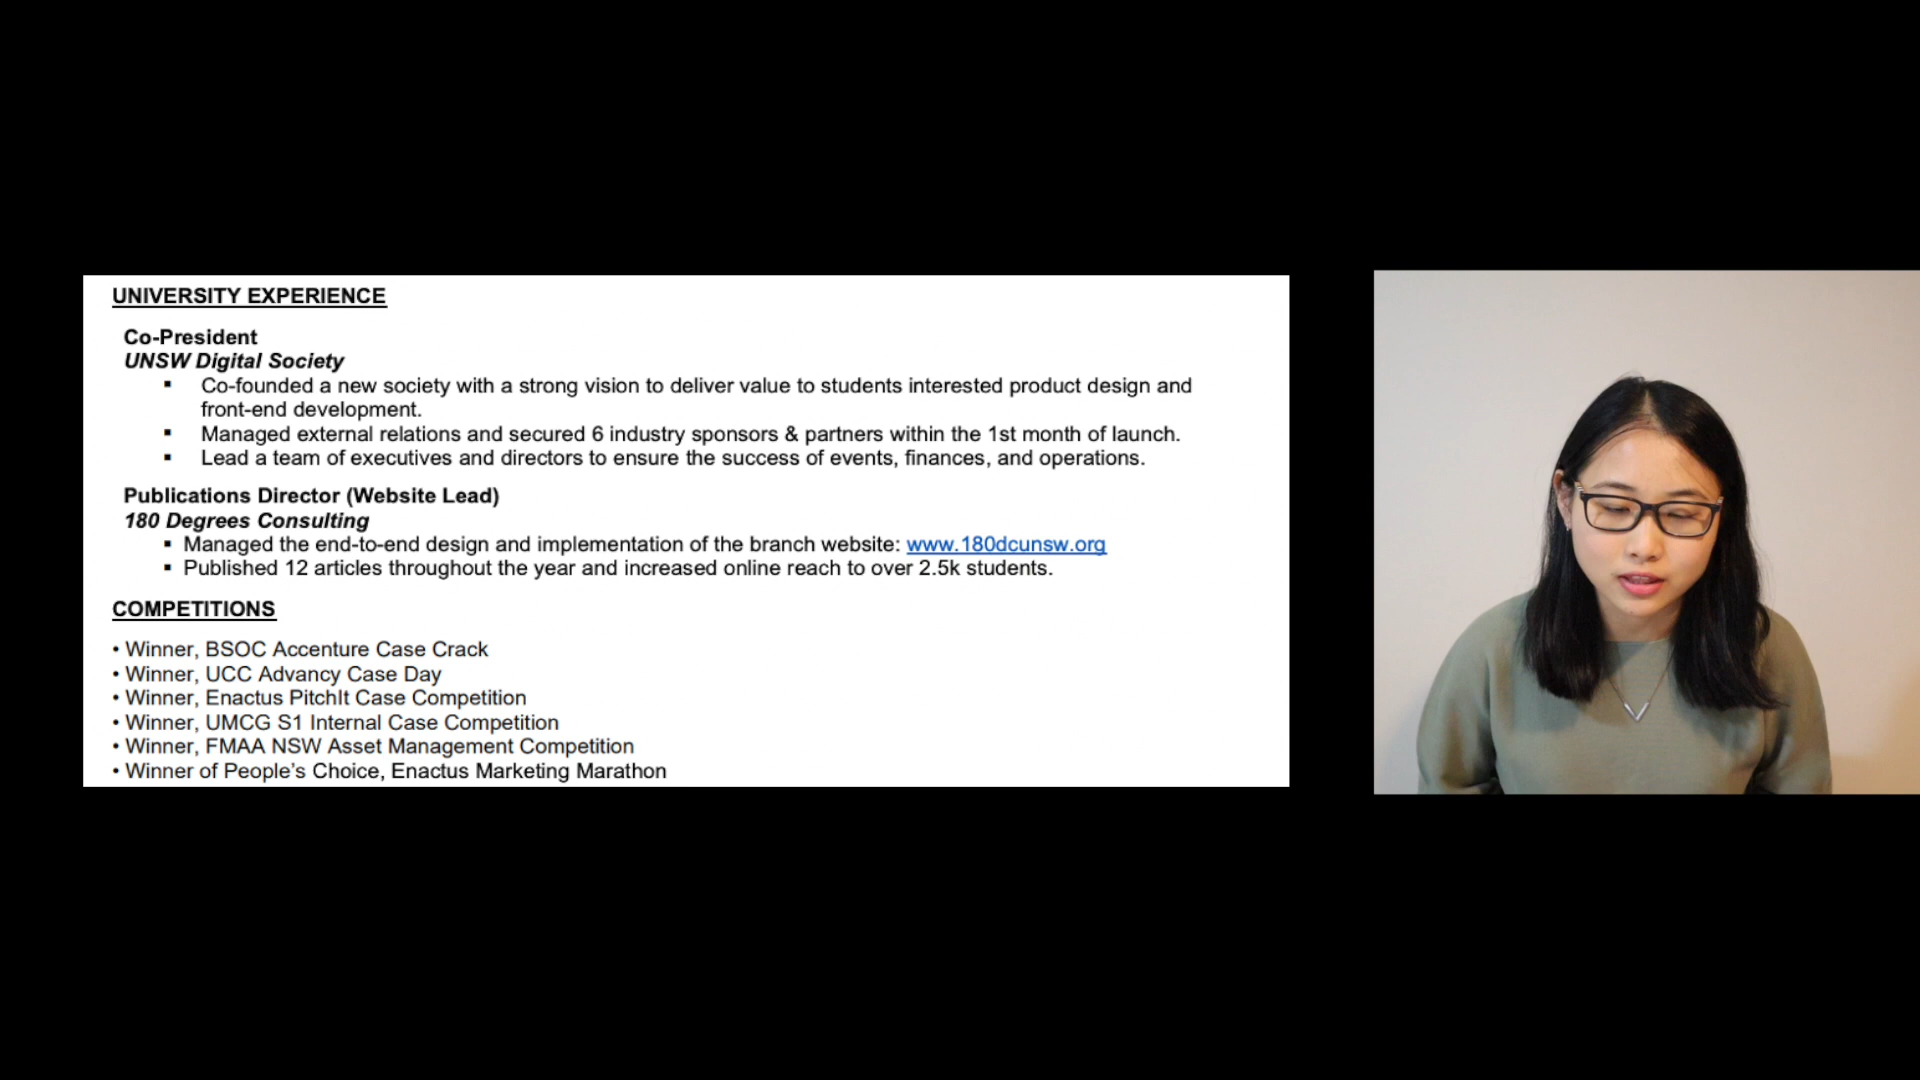 UNIVERSITY EXPERIENCE
Co-President
UNSW Digital Society
▪ Co-founded a new society with a strong vision to deliver value to students interested product design and
front-end development.
▪ Managed external relations and secured 6 industry sponsors & partners within the 1st month of launch.
▪ Lead a team of executives and directors to ensure the success of events, finances, and operations.
Publications Director (Website Lead)
180 Degrees Consulting
▪ Managed the end-to-end design and implementation of the branch website: www.180dcunsw.org
▪ Published 12 articles throughout the year and increased online reach to over 2.5k students.
COMPETITIONS
• Winner, BSOC Accenture Case Crack
• Winner, UCC Advancy Case Day
• Winner, Enactus PitchIt Case Competition
• Winner, UMCG S1 Internal Case Competition
• Winner, FMAA NSW Asset Management Competition
• Winner of People’s Choice, Enactus Marketing Marathon